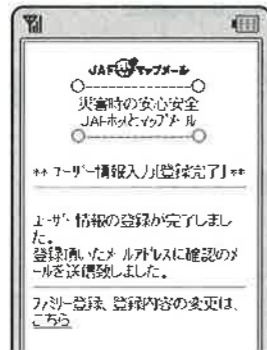 JAFホッとマップメール
災害時の安心安全
JAFホッとマップメール
** ユーザー情報入力[登録完了] **
ユーザー情報の登録が完了しまし
た。
登録頂いたメールアドレスに確認のメ
ールを送信致しました。
ファミリー登録、登録内容の変更は、
こちら